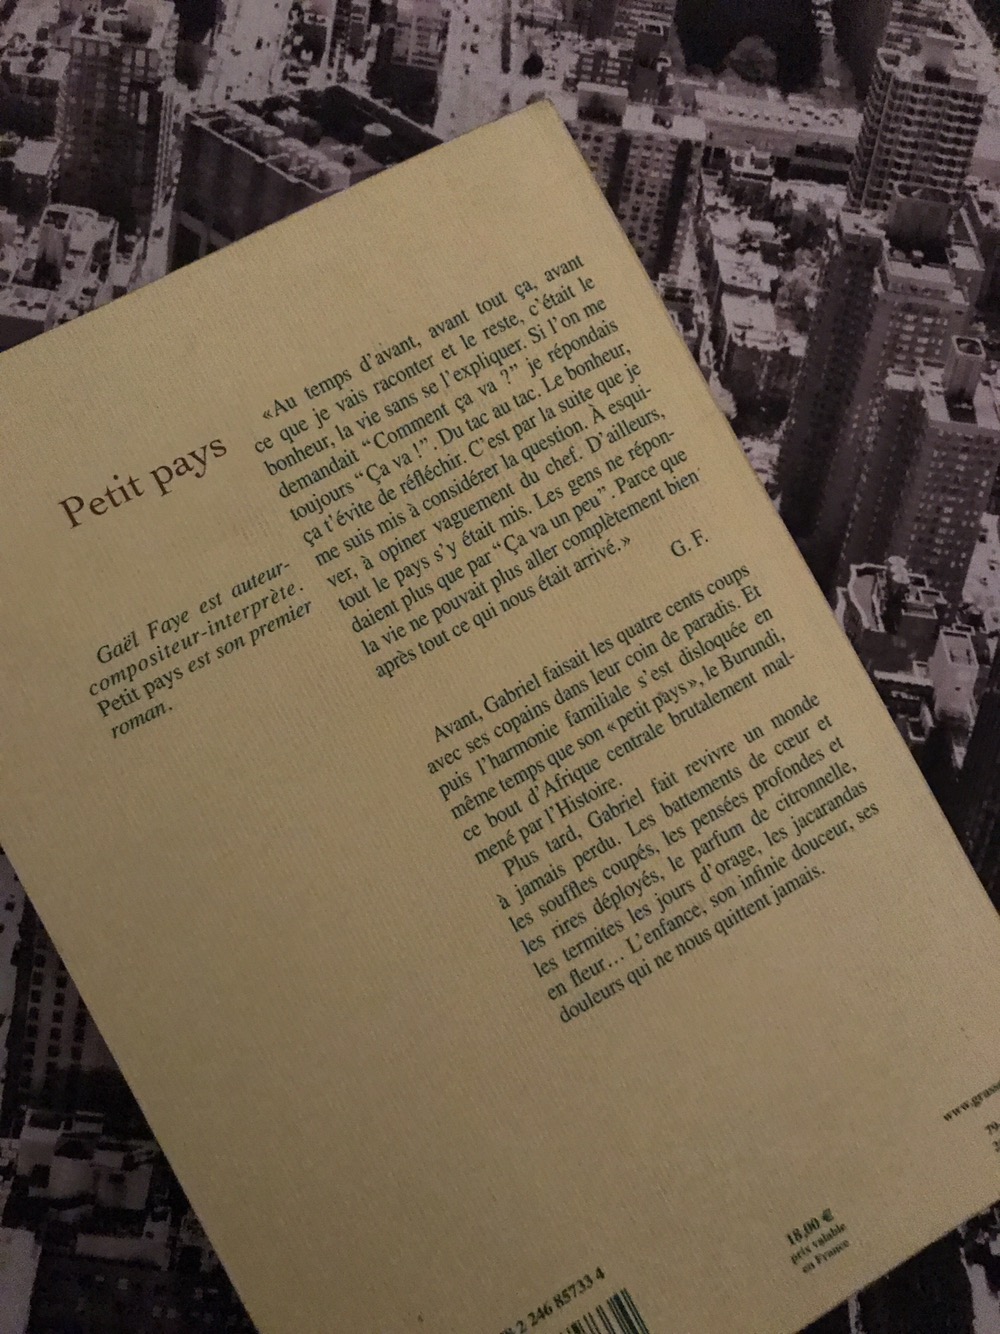 Petit pays
Gaël Faye est auteur-
compositeur-interprète.
Petit pays est son premier
roman.
«Au temps d'avant, avant tout ça, avant
ce que je vais raconter et le reste, c'était le
bonheur, la vie sans se l'expliquer. Si l'on me
demandait “Comment ça va ?” je répondais
toujours “Ça va !”. Du tac au tac. Le bonheur,
ça t'évite de réfléchir. C'est par la suite que je
me suis mis à considérer la question. À esqui-
ver, à opiner vaguement du chef. D'ailleurs,
tout le pays s'y était mis. Les gens ne répon-
daient plus que par “Ça va un peu”. Parce que
la vie ne pouvait plus aller complètement bien
après tout ce qui nous était arrivé.»
G. F.
Avant, Gabriel faisait les quatre cents coups
avec ses copains dans leur coin de paradis. Et
puis l'harmonie familiale s'est disloquée en
même temps que son «petit pays», le Burundi,
ce bout d'Afrique centrale brutalement mal-
mené par l'Histoire.
Plus tard, Gabriel fait revivre un monde
à jamais perdu. Les battements de cœur et
les souffles coupés, les pensées profondes et
les rires déployés, le parfum de citronnelle,
les termites les jours d'orage, les jacarandas
en fleur… L'enfance, son infinie douceur, ses
douleurs qui ne nous quittent jamais.
www.grass
18,00 €
prix valable
en France
2 246 85733 4